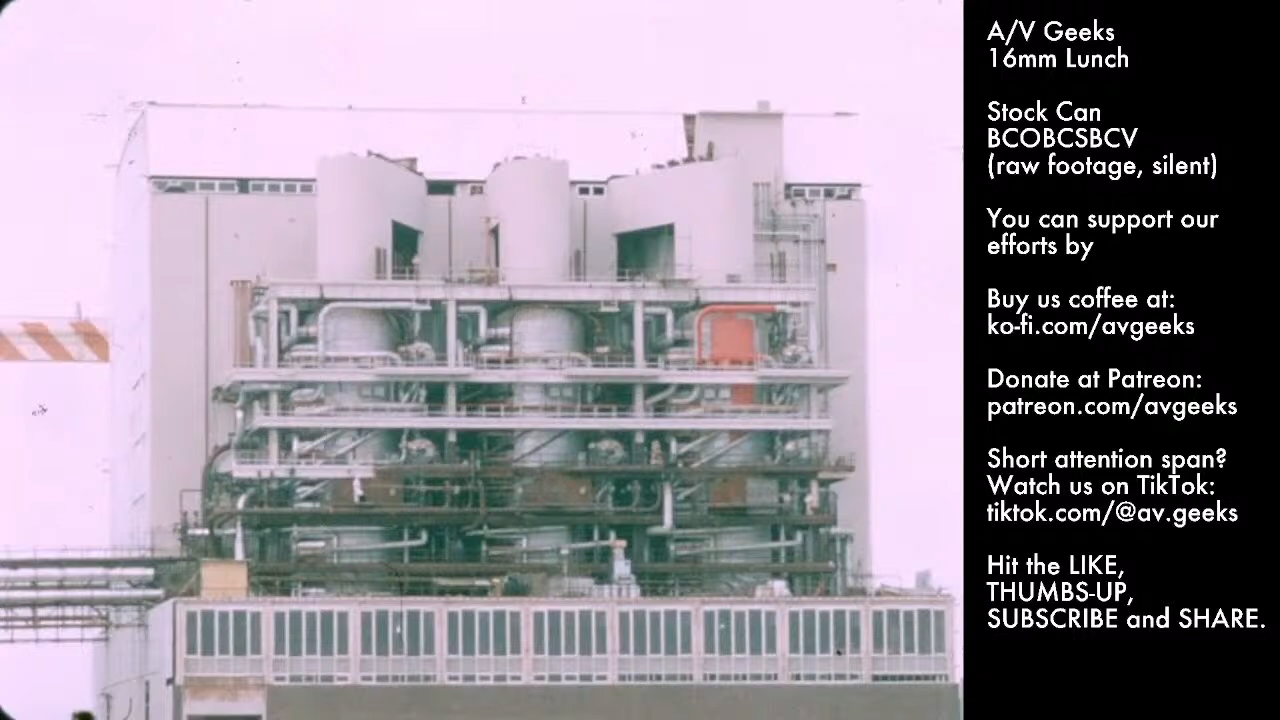 A/V Geeks
16mm Lunch
Stock Can
BCOBCSBCV
(raw footage, silent)
You can support our
efforts by
Buy us coffee at:
ko-fi.com/avgeeks
Donate at Patreon:
patreon.com/avgeeks
Short attention span?
Watch us on TikTok:
tiktok.com/@av.geeks
Hit the LIKE,
THUMBS-UP,
SUBSCRIBE and SHARE.